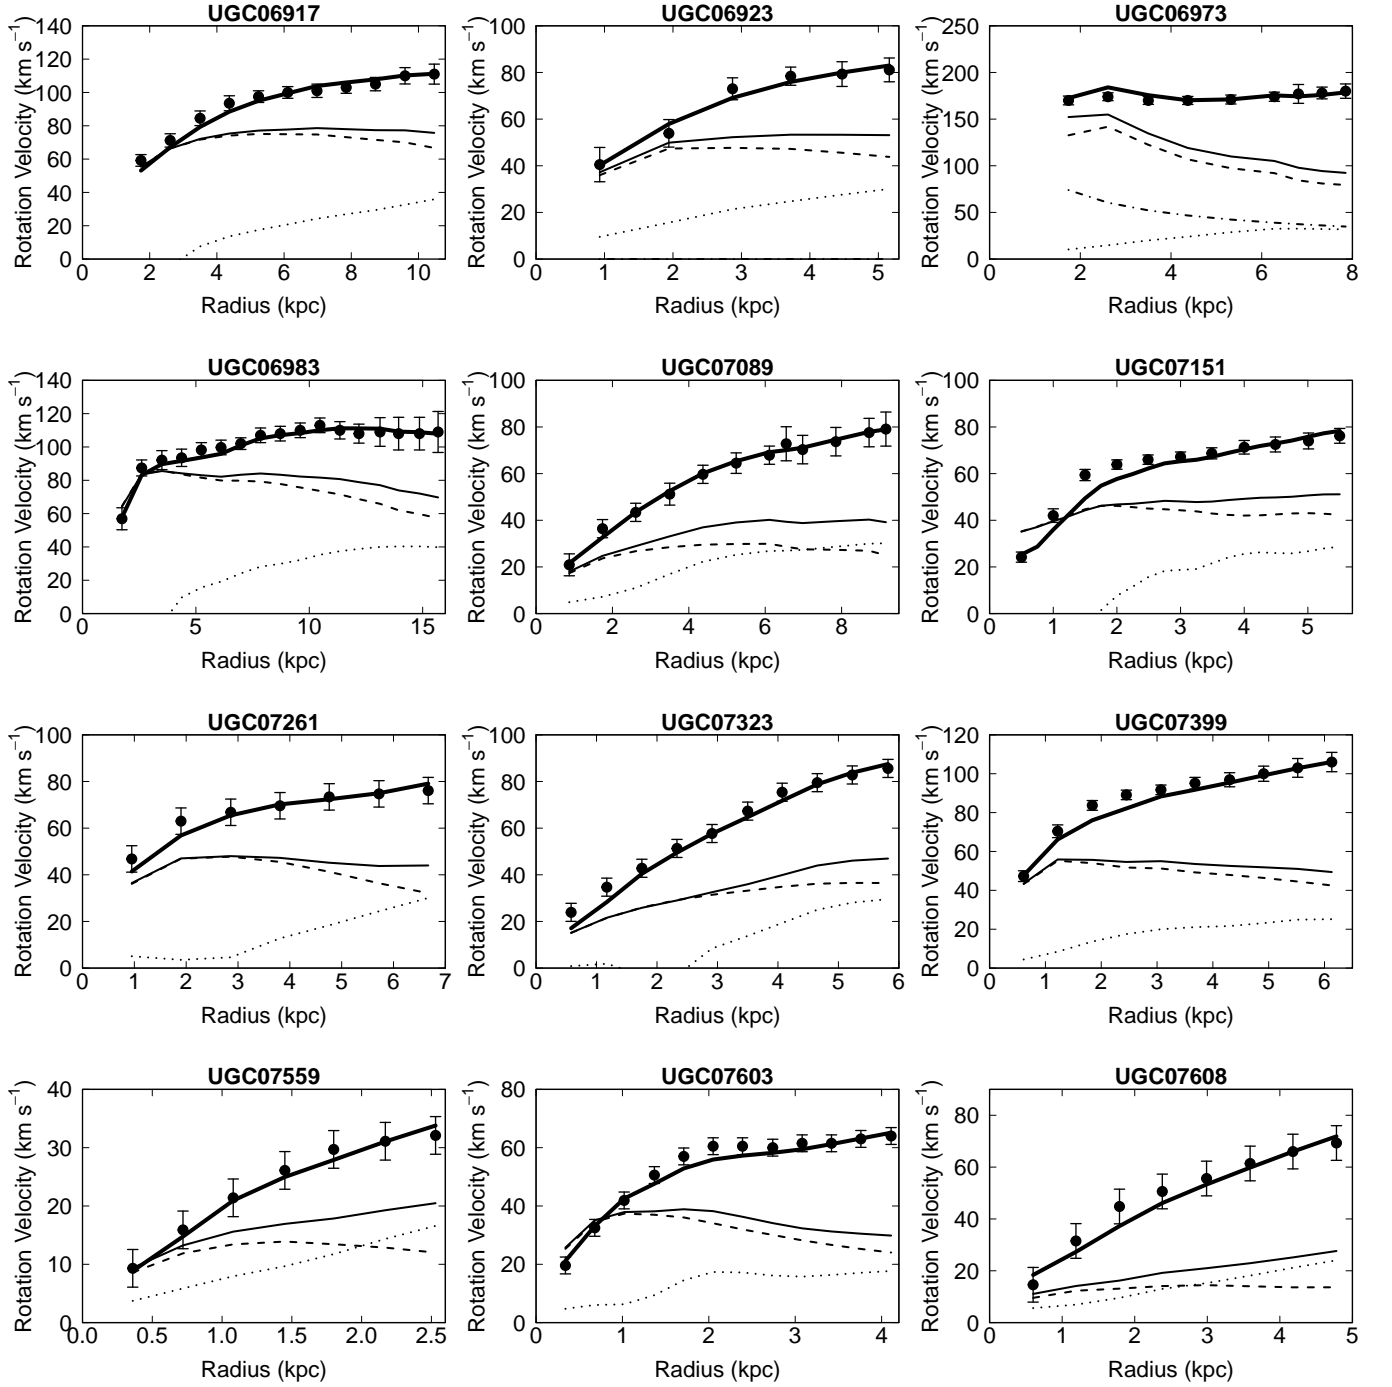 UGC06917 UGC06923 UGC06973
Rotation Velocity (km s−1) 0 20 40 60 80 100 120 140 0 2 4 6 8 10 Radius (kpc)
Rotation Velocity (km s−1) 0 20 40 60 80 100 0 1 2 3 4 5 Radius (kpc)
Rotation Velocity (km s−1) 0 50 100 150 200 250 0 2 4 6 8 Radius (kpc)
UGC06983 UGC07089 UGC07151
Rotation Velocity (km s−1) 0 20 40 60 80 100 120 140 0 5 10 15 Radius (kpc)
Rotation Velocity (km s−1) 0 20 40 60 80 100 0 2 4 6 8 Radius (kpc)
Rotation Velocity (km s−1) 0 20 40 60 80 100 0 1 2 3 4 5 Radius (kpc)
UGC07261 UGC07323 UGC07399
Rotation Velocity (km s−1) 0 20 40 60 80 100 0 1 2 3 4 5 6 7 Radius (kpc)
Rotation Velocity (km s−1) 0 20 40 60 80 100 0 1 2 3 4 5 6 Radius (kpc)
Rotation Velocity (km s−1) 0 20 40 60 80 100 120 0 1 2 3 4 5 6 Radius (kpc)
UGC07559 UGC07603 UGC07608
Rotation Velocity (km s−1) 0 10 20 30 40 0.0 0.5 1.0 1.5 2.0 2.5 Radius (kpc)
Rotation Velocity (km s−1) 0 20 40 60 80 0 1 2 3 4 Radius (kpc)
Rotation Velocity (km s−1) 0 20 40 60 80 0 1 2 3 4 5 Radius (kpc)